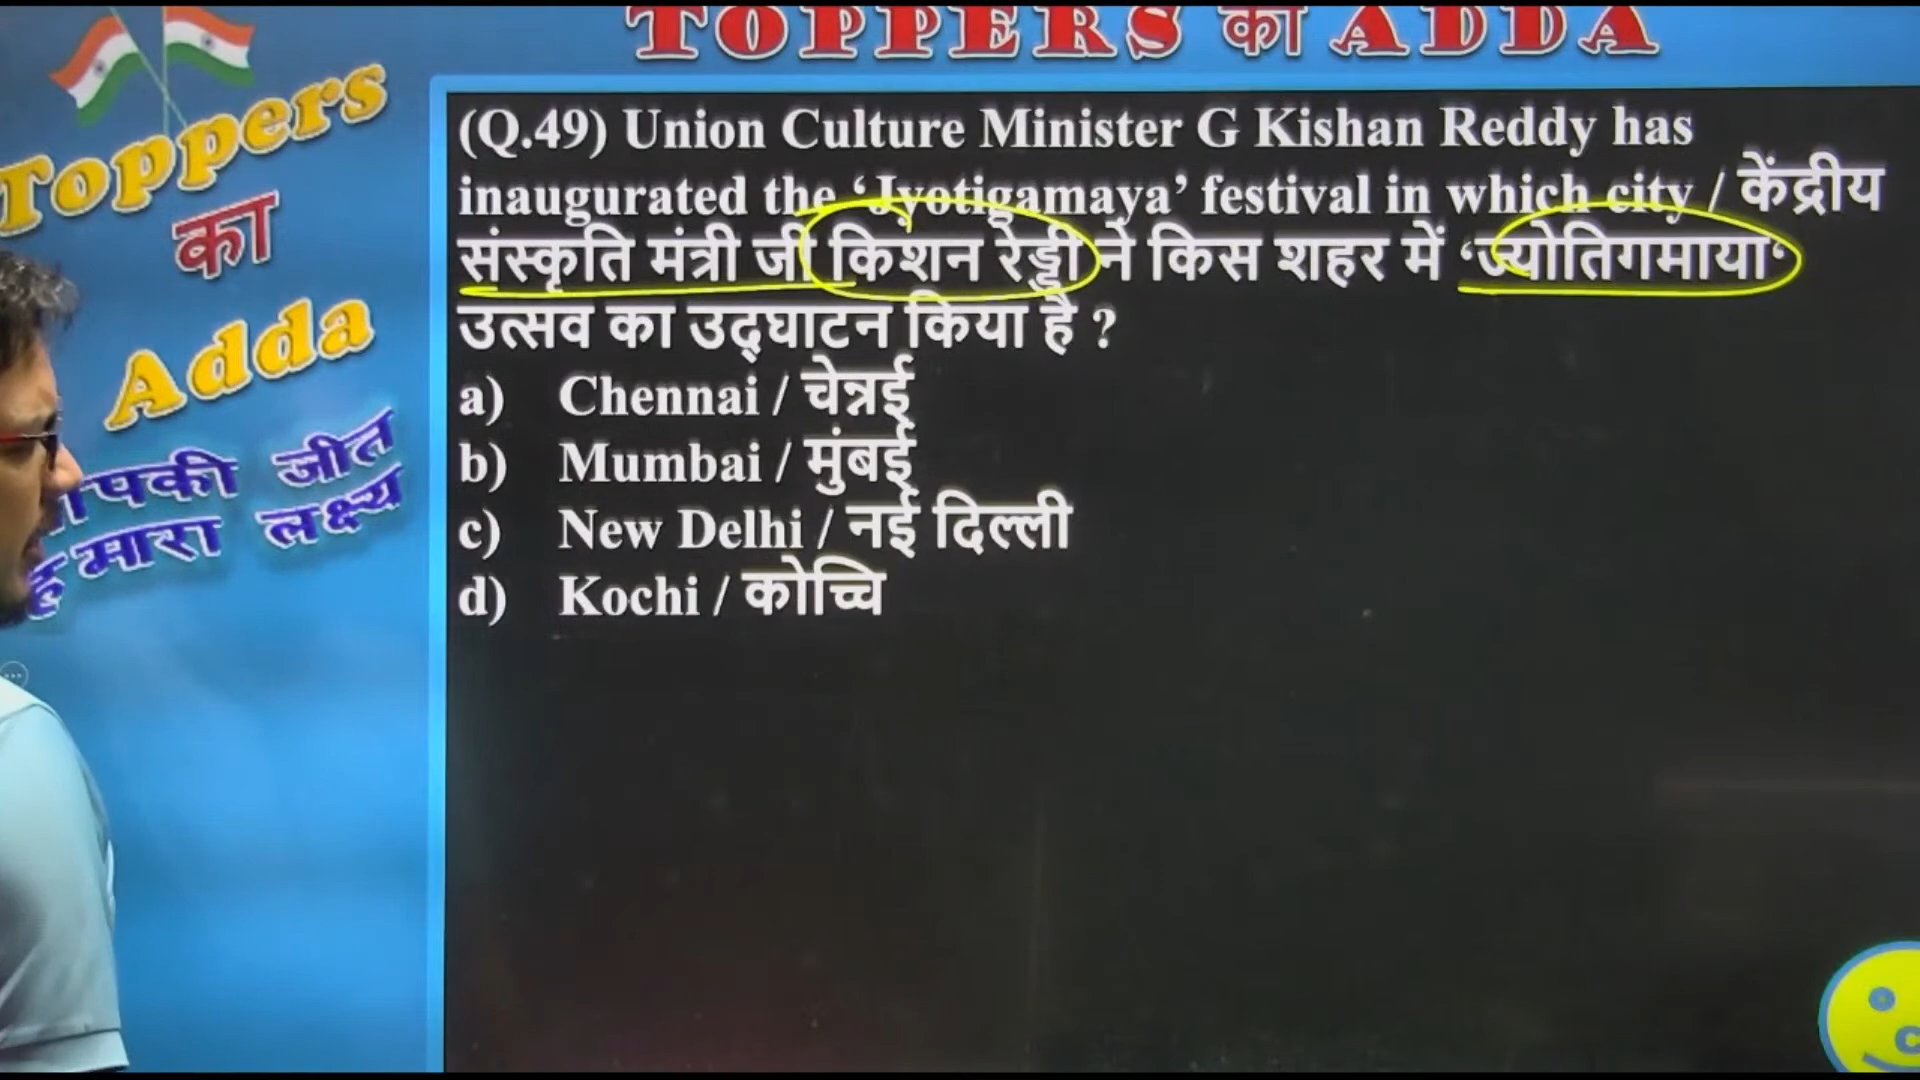 TOPPERS का ADDA
Toppers
का
Adda
आपकी जीत
हमारा लक्ष्य
(Q.49) Union Culture Minister G Kishan Reddy has
inaugurated the ‘Jyotigamaya’ festival in which city / केंद्रीय
संस्कृति मंत्री जी किशन रेड्डी ने किस शहर में ‘ज्योतिगमाया‘
उत्सव का उद्घाटन किया है ?
a) Chennai / चेन्नई
b) Mumbai / मुंबई
c) New Delhi / नई दिल्ली
d) Kochi / कोच्चि